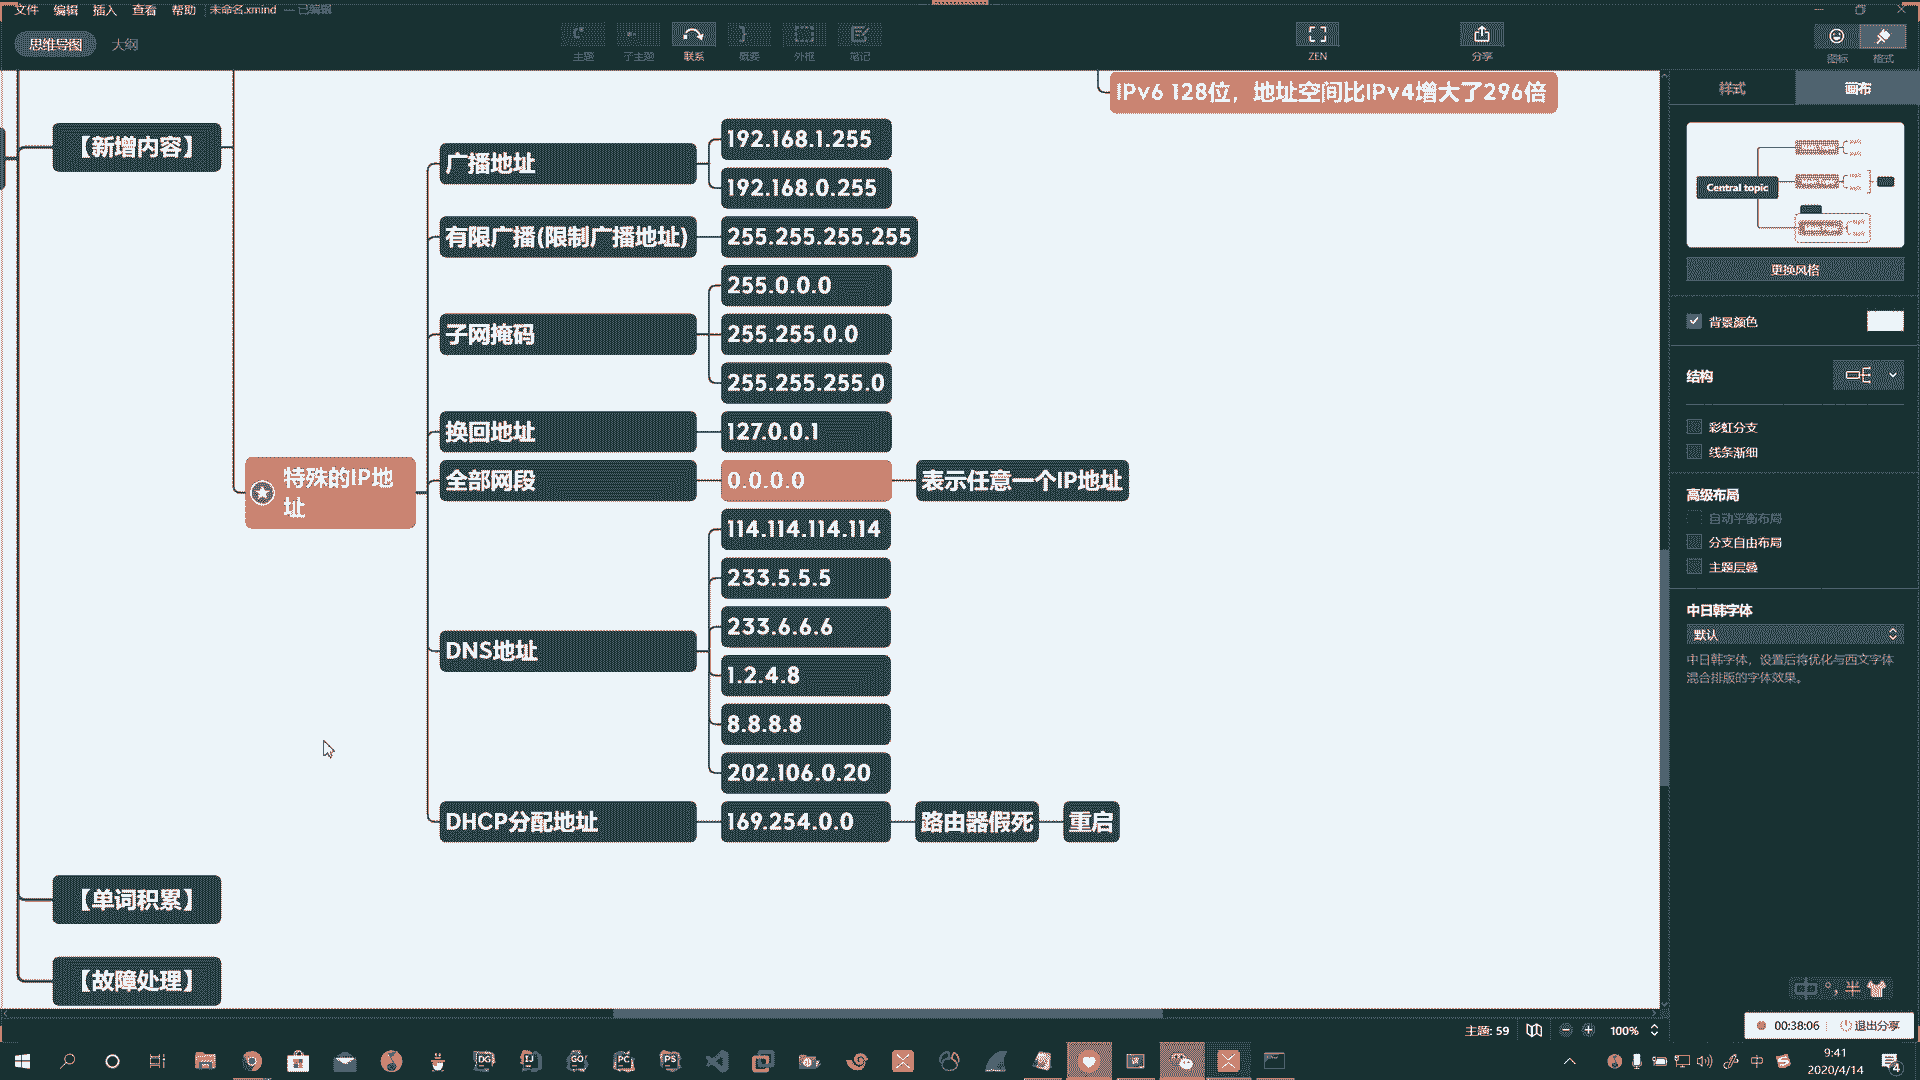 文件 编辑 插入 查看 帮助 未命名.xmind — 已编辑
思维导图 大纲
主题 子主题 联系 概要 外框 笔记 ZEN 分享 图标 格式
样式 画布
IPv6 128位，地址空间比IPv4增大了296倍
【新增内容】
特殊的IP地
址
广播地址
192.168.1.255
192.168.0.255
有限广播(限制广播地址)
255.255.255.255
子网掩码
255.0.0.0
255.255.0.0
255.255.255.0
换回地址
127.0.0.1
全部网段
0.0.0.0
表示任意一个IP地址
DNS地址
114.114.114.114
233.5.5.5
233.6.6.6
1.2.4.8
8.8.8.8
202.106.0.20
DHCP分配地址
169.254.0.0
路由器假死
重启
【单词积累】
【故障处理】
Central topic
更换风格
背景颜色
结构
彩虹分支
线条渐细
高级布局
自动平衡布局
分支自由布局
主题层叠
中日韩字体
默认
中日韩字体，设置后将优化与西文字体
混合排版的字体效果。
中 °, 半
主题: 59
100%
00:38:06 退出分享
DG IJ GO PC PS
中
9:41
2020/4/14
4